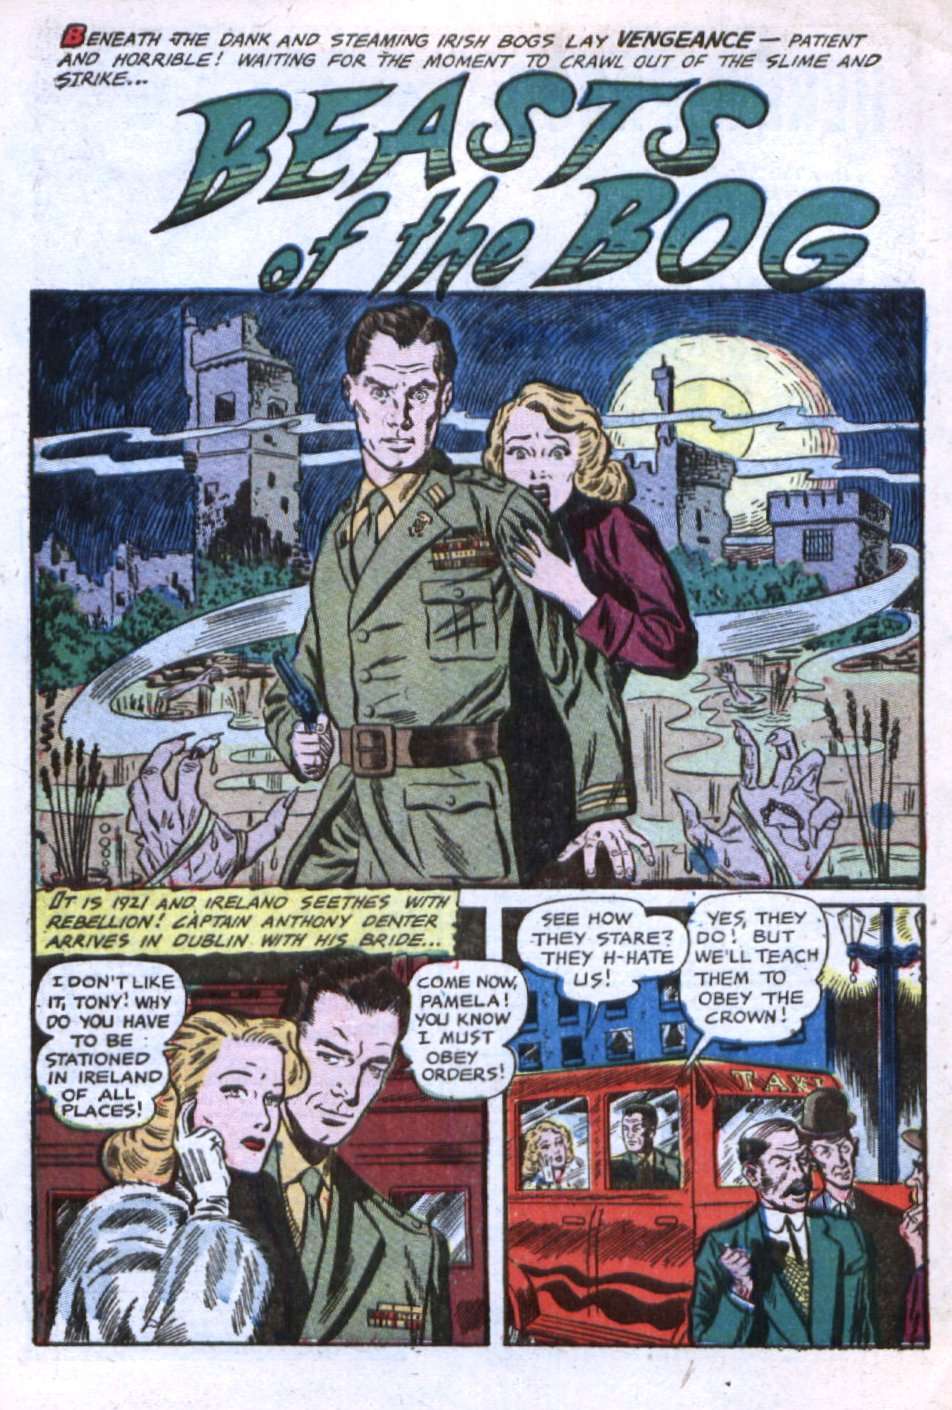 BENEATH THE DANK AND STEAMING IRISH BOGS LAY VENGEANCE — PATIENT
AND HORRIBLE! WAITING FOR THE MOMENT TO CRAWL OUT OF THE SLIME AND
STRIKE...
BEASTS
of the BOG
IT IS 1921 AND IRELAND SEETHES WITH
REBELLION! CAPTAIN ANTHONY DENTER
ARRIVES IN DUBLIN WITH HIS BRIDE...
I DON'T LIKE
IT, TONY! WHY
DO YOU HAVE
TO BE
STATIONED
IN IRELAND
OF ALL
PLACES!
COME NOW,
PAMELA!
YOU KNOW
I MUST
OBEY
ORDERS!
SEE HOW
THEY STARE?
THEY H-HATE
US!
YES, THEY
DO! BUT
WE'LL TEACH
THEM TO
OBEY THE
CROWN!
TAXI